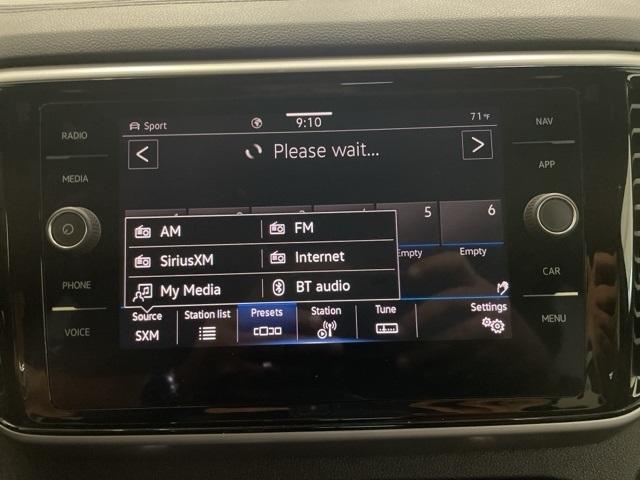 RADIO
MEDIA
PHONE
VOICE
Sport
9:10
71°F
Please wait...
5
6
Empty
AM
FM
SiriusXM
Internet
My Media
BT audio
Source
SXM
Station list
Presets
Station
Tune
Settings
NAV
APP
CAR
MENU